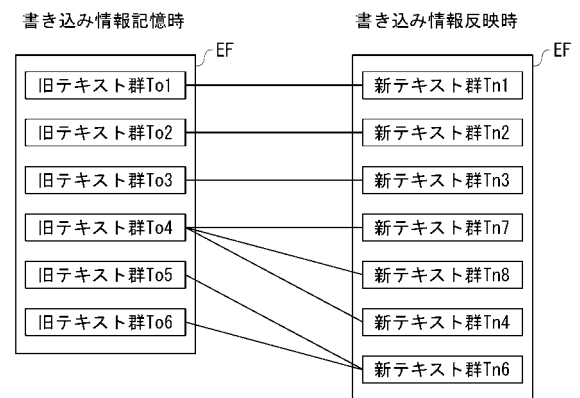 書き込み情報記憶時
EF
旧テキスト群To1
旧テキスト群To2
旧テキスト群To3
旧テキスト群To4
旧テキスト群To5
旧テキスト群To6
書き込み情報反映時
EF
新テキスト群Tn1
新テキスト群Tn2
新テキスト群Tn3
新テキスト群Tn7
新テキスト群Tn8
新テキスト群Tn4
新テキスト群Tn6